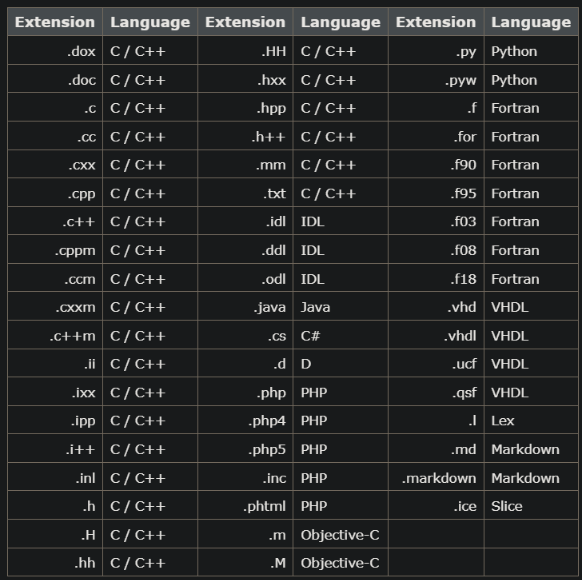 Extension Language Extension Language Extension Language
.dox C / C++ .HH C / C++ .py Python
.doc C / C++ .hxx C / C++ .pyw Python
.c C / C++ .hpp C / C++ .f Fortran
.cc C / C++ .h++ C / C++ .for Fortran
.cxx C / C++ .mm C / C++ .f90 Fortran
.cpp C / C++ .txt C / C++ .f95 Fortran
.c++ C / C++ .idl IDL .f03 Fortran
.cppm C / C++ .ddl IDL .f08 Fortran
.ccm C / C++ .odl IDL .f18 Fortran
.cxxm C / C++ .java Java .vhd VHDL
.c++m C / C++ .cs C# .vhdl VHDL
.ii C / C++ .d D .ucf VHDL
.ixx C / C++ .php PHP .qsf VHDL
.ipp C / C++ .php4 PHP .l Lex
.i++ C / C++ .php5 PHP .md Markdown
.inl C / C++ .inc PHP .markdown Markdown
.h C / C++ .phtml PHP .ice Slice
.H C / C++ .m Objective-C
.hh C / C++ .M Objective-C